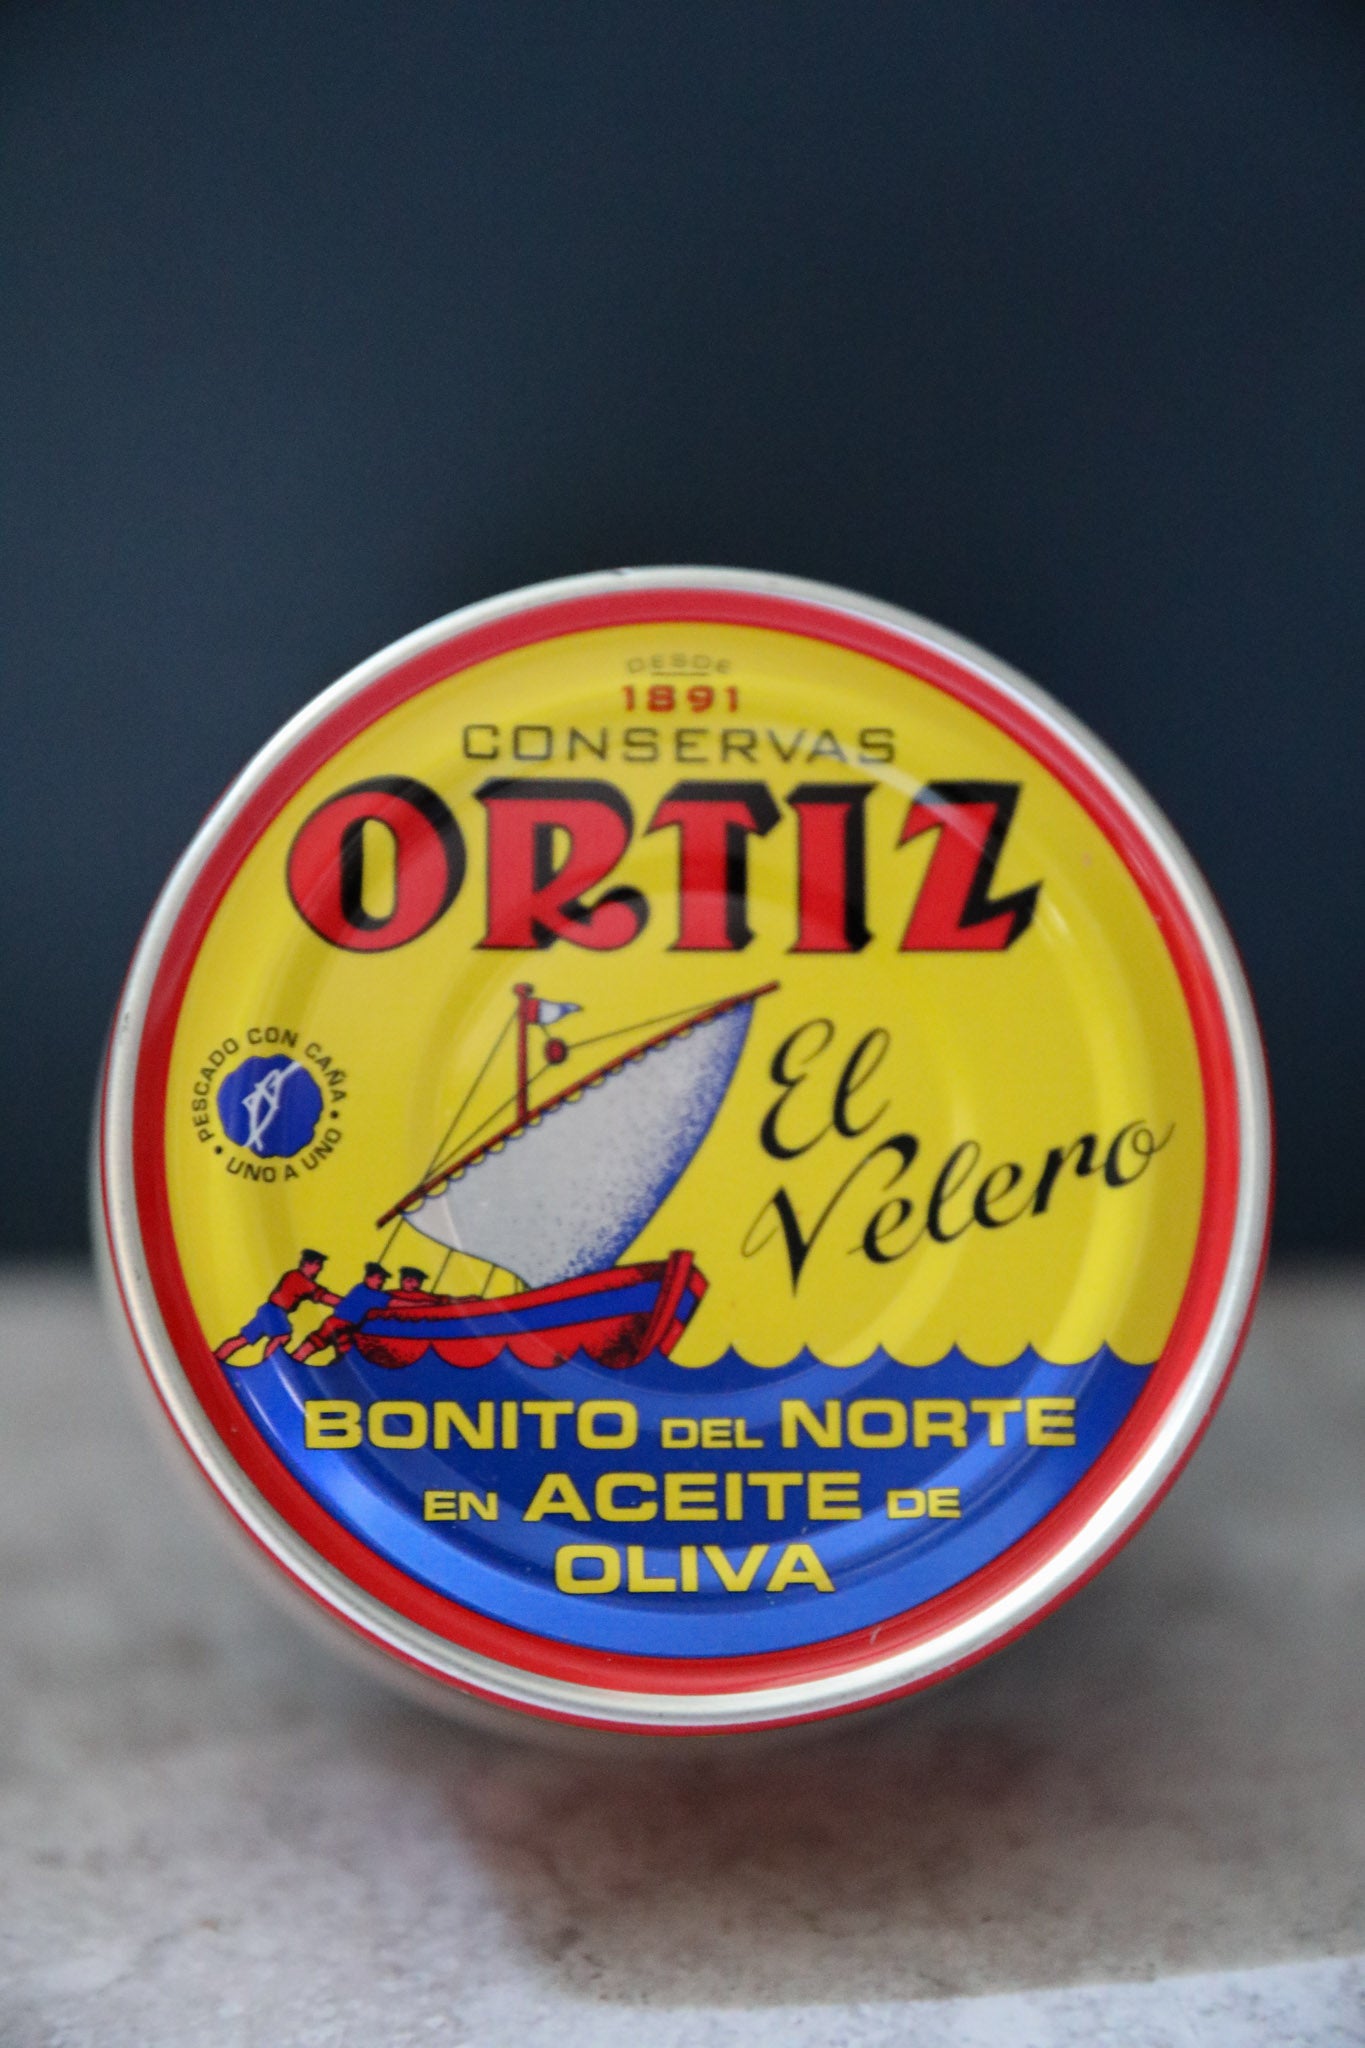 DESDE
1891
CONSERVAS
ORTIZ
El
Velero
PESCADO CON CAÑA
• UNO A UNO •
BONITO DEL NORTE
EN ACEITE DE
OLIVA